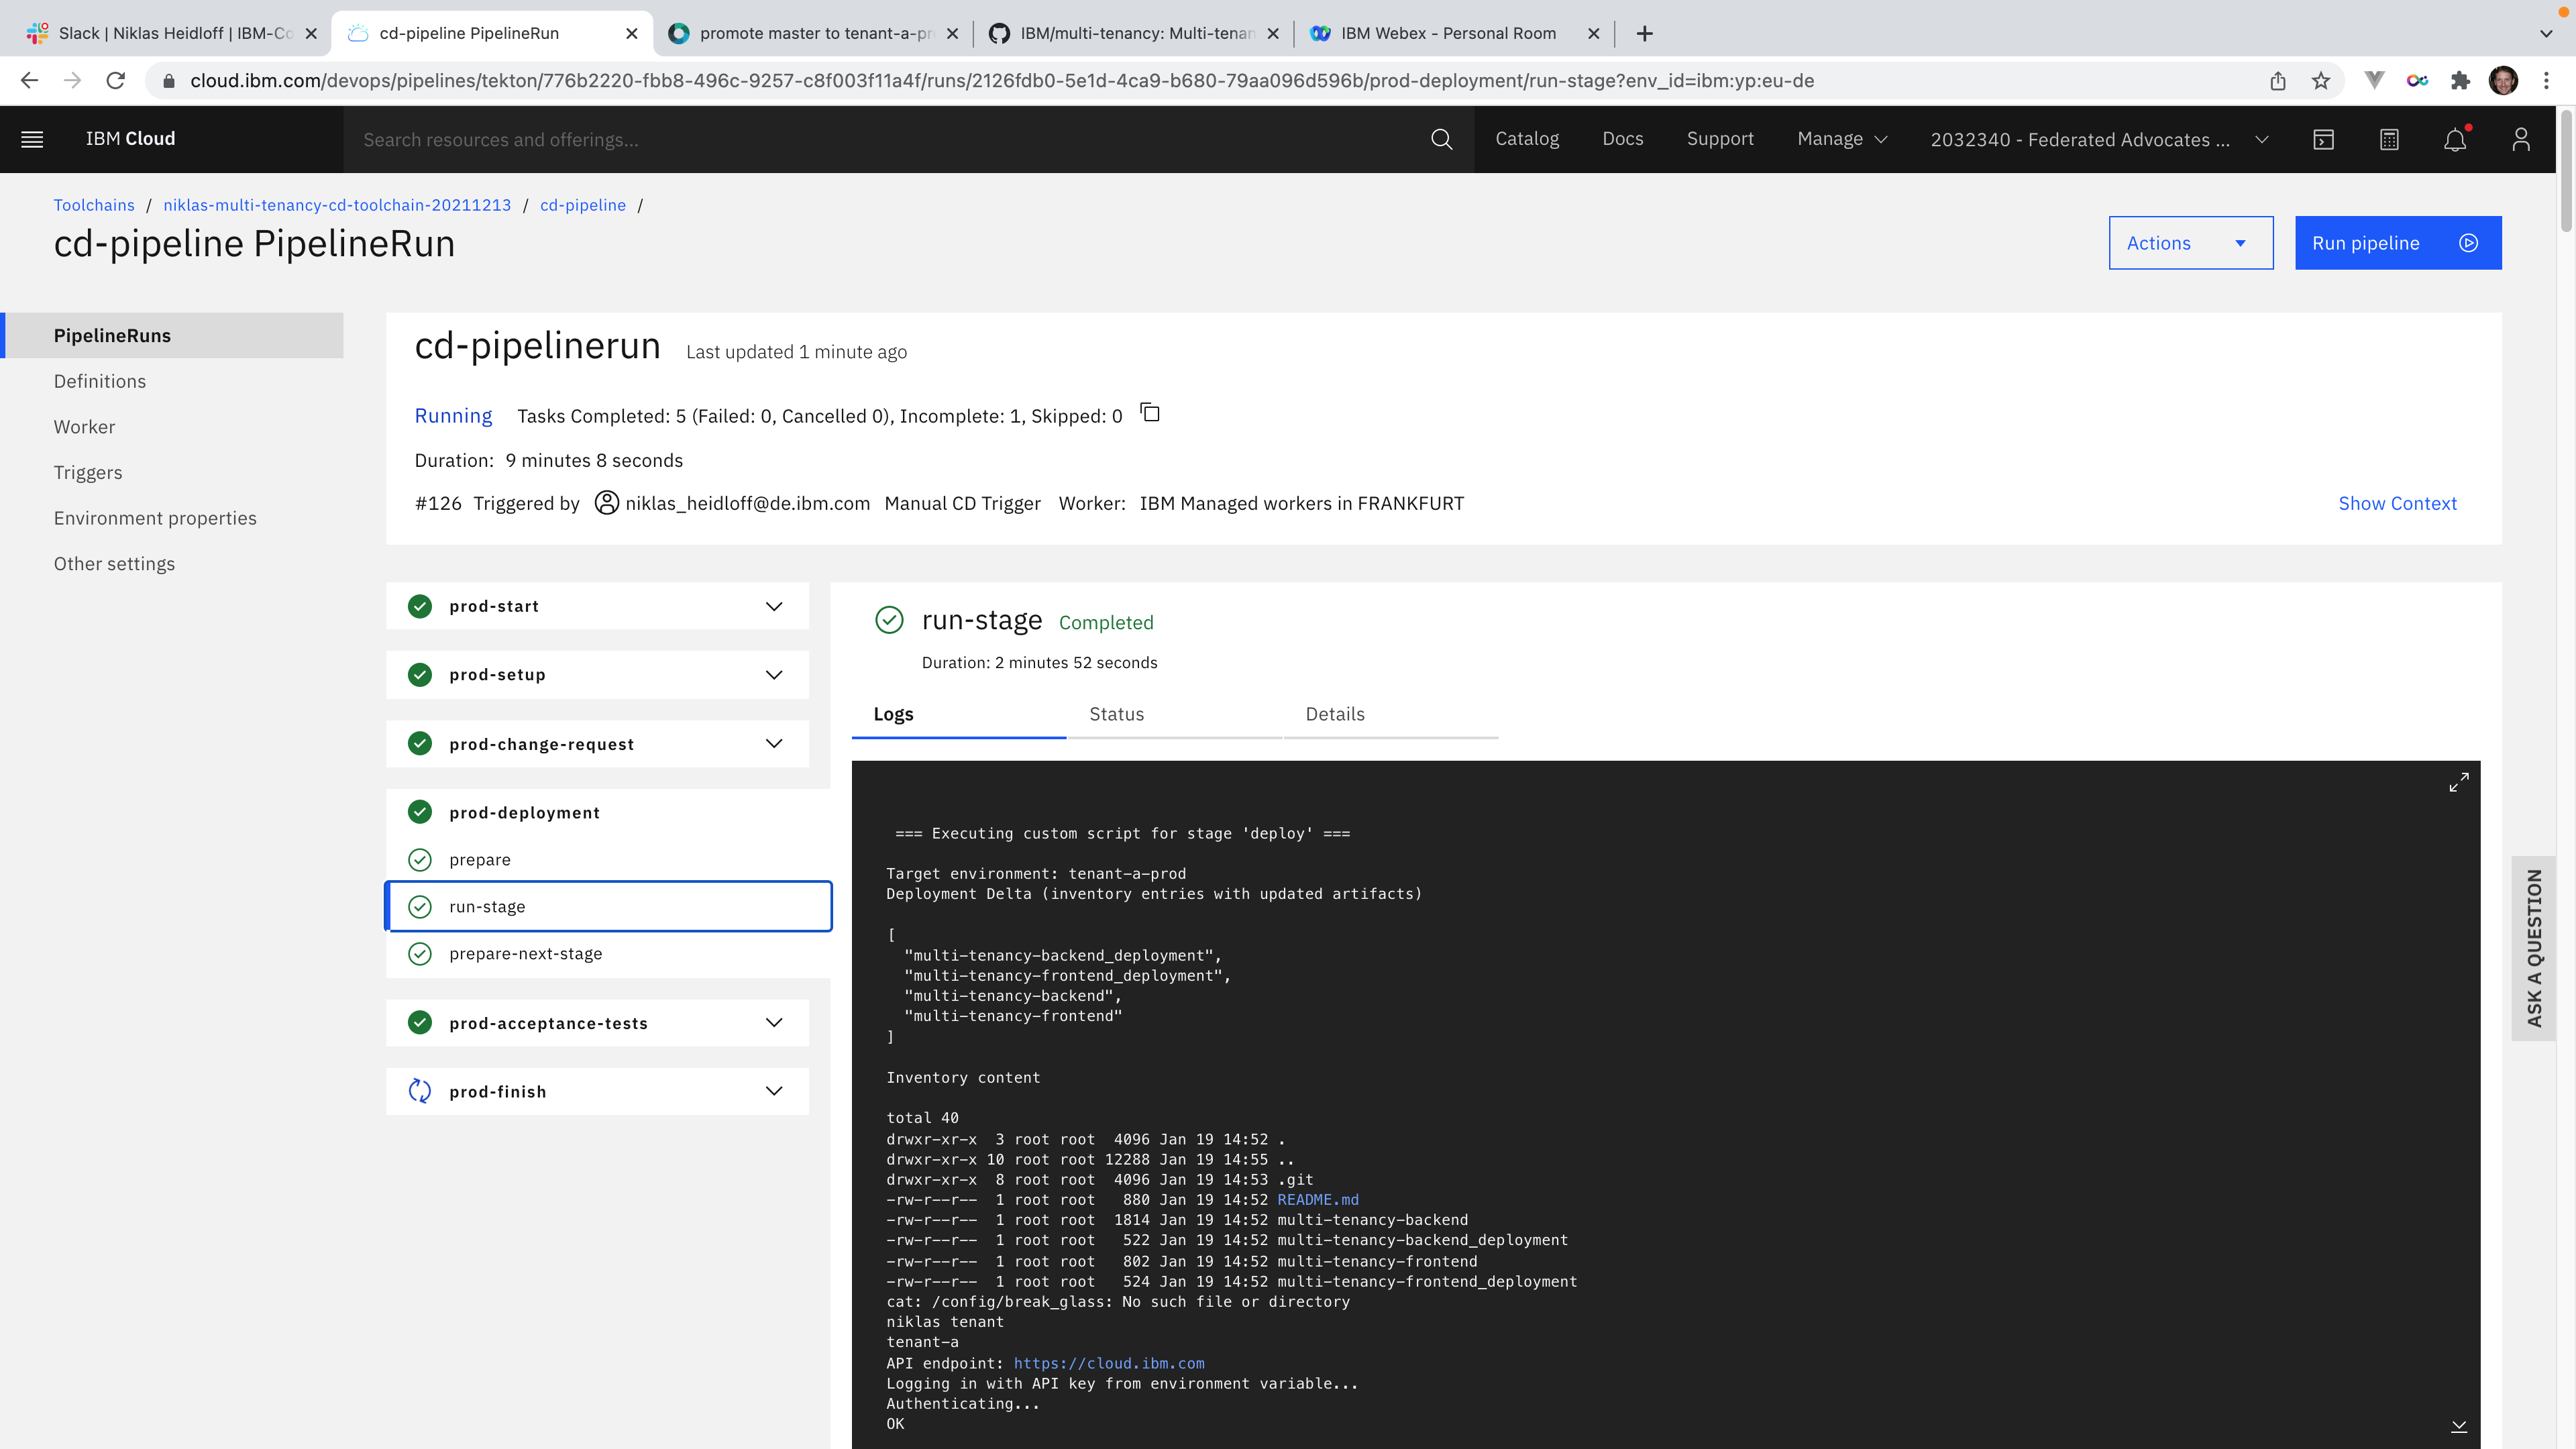 Slack | Niklas Heidloff | IBM-Co
cd-pipeline PipelineRun
promote master to tenant-a-pr
IBM/multi-tenancy: Multi-tenan
IBM Webex - Personal Room
cloud.ibm.com/devops/pipelines/tekton/776b2220-fbb8-496c-9257-c8f003f11a4f/runs/2126fdb0-5e1d-4ca9-b680-79aa096d596b/prod-deployment/run-stage?env_id=ibm:yp:eu-de
IBM Cloud
Search resources and offerings...
Catalog
Docs
Support
Manage
2032340 - Federated Advocates ...
Toolchains / niklas-multi-tenancy-cd-toolchain-20211213 / cd-pipeline /
cd-pipeline PipelineRun
Actions
Run pipeline
PipelineRuns
Definitions
Worker
Triggers
Environment properties
Other settings
cd-pipelinerun Last updated 1 minute ago
Running Tasks Completed: 5 (Failed: 0, Cancelled 0), Incomplete: 1, Skipped: 0
Duration: 9 minutes 8 seconds
#126 Triggered by niklas_heidloff@de.ibm.com Manual CD Trigger Worker: IBM Managed workers in FRANKFURT
Show Context
prod-start
prod-setup
prod-change-request
prod-deployment
prepare
run-stage
prepare-next-stage
prod-acceptance-tests
prod-finish
run-stage Completed
Duration: 2 minutes 52 seconds
Logs
Status
Details
=== Executing custom script for stage 'deploy' ===
Target environment: tenant-a-prod
Deployment Delta (inventory entries with updated artifacts)
[
"multi-tenancy-backend_deployment",
"multi-tenancy-frontend_deployment",
"multi-tenancy-backend",
"multi-tenancy-frontend"
]
Inventory content
total 40
drwxr-xr-x 3 root root 4096 Jan 19 14:52 .
drwxr-xr-x 10 root root 12288 Jan 19 14:55 ..
drwxr-xr-x 8 root root 4096 Jan 19 14:53 .git
-rw-r--r-- 1 root root 880 Jan 19 14:52 README.md
-rw-r--r-- 1 root root 1814 Jan 19 14:52 multi-tenancy-backend
-rw-r--r-- 1 root root 522 Jan 19 14:52 multi-tenancy-backend_deployment
-rw-r--r-- 1 root root 802 Jan 19 14:52 multi-tenancy-frontend
-rw-r--r-- 1 root root 524 Jan 19 14:52 multi-tenancy-frontend_deployment
cat: /config/break_glass: No such file or directory
niklas tenant
tenant-a
API endpoint: https://cloud.ibm.com
Logging in with API key from environment variable...
Authenticating...
OK
ASK A QUESTION